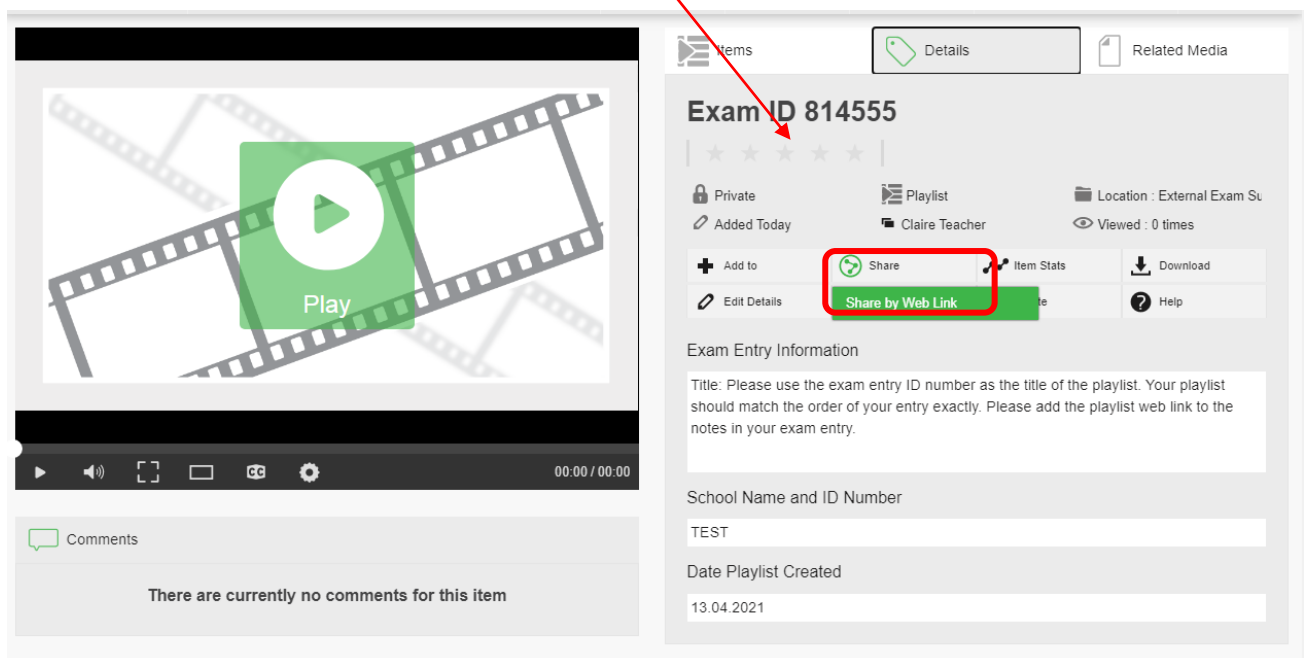 Play
00:00 / 00:00
Comments
There are currently no comments for this item
Items
Details
Related Media
Exam ID 814555
Private
Playlist
Location : External Exam Su
Added Today
Claire Teacher
Viewed : 0 times
Add to
Share
Item Stats
Download
Edit Details
Share by Web Link
Help
Exam Entry Information
Title: Please use the exam entry ID number as the title of the playlist. Your playlist
should match the order of your entry exactly. Please add the playlist web link to the
notes in your exam entry.
School Name and ID Number
TEST
Date Playlist Created
13.04.2021